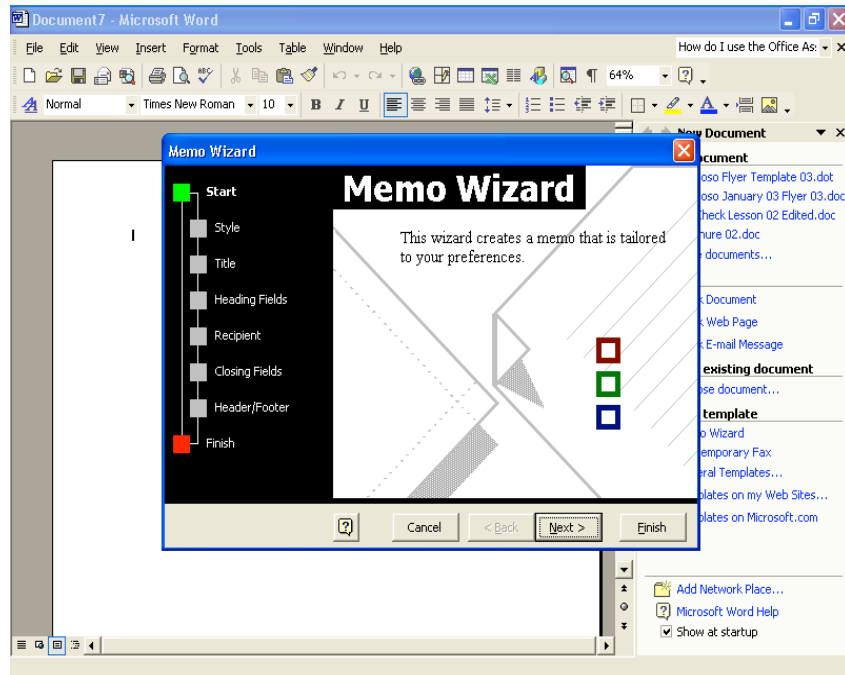 Document7 - Microsoft Word
File Edit View Insert Format Tools Table Window Help How do I use the Office As:
64%
Normal Times New Roman 10 B I U
New Document
Memo Wizard
Start
Style
Title
Heading Fields
Recipient
Closing Fields
Header/Footer
Finish
Memo Wizard
This wizard creates a memo that is tailored
to your preferences.
Cancel < Back Next > Finish
cument
oso Flyer Template 03.dot
oso January 03 Flyer 03.doc
heck Lesson 02 Edited.doc
hure 02.doc
documents...
Document
Web Page
E-mail Message
existing document
ose document...
template
o Wizard
emporary Fax
eral Templates...
plates on my Web Sites...
plates on Microsoft.com
Add Network Place...
Microsoft Word Help
Show at startup